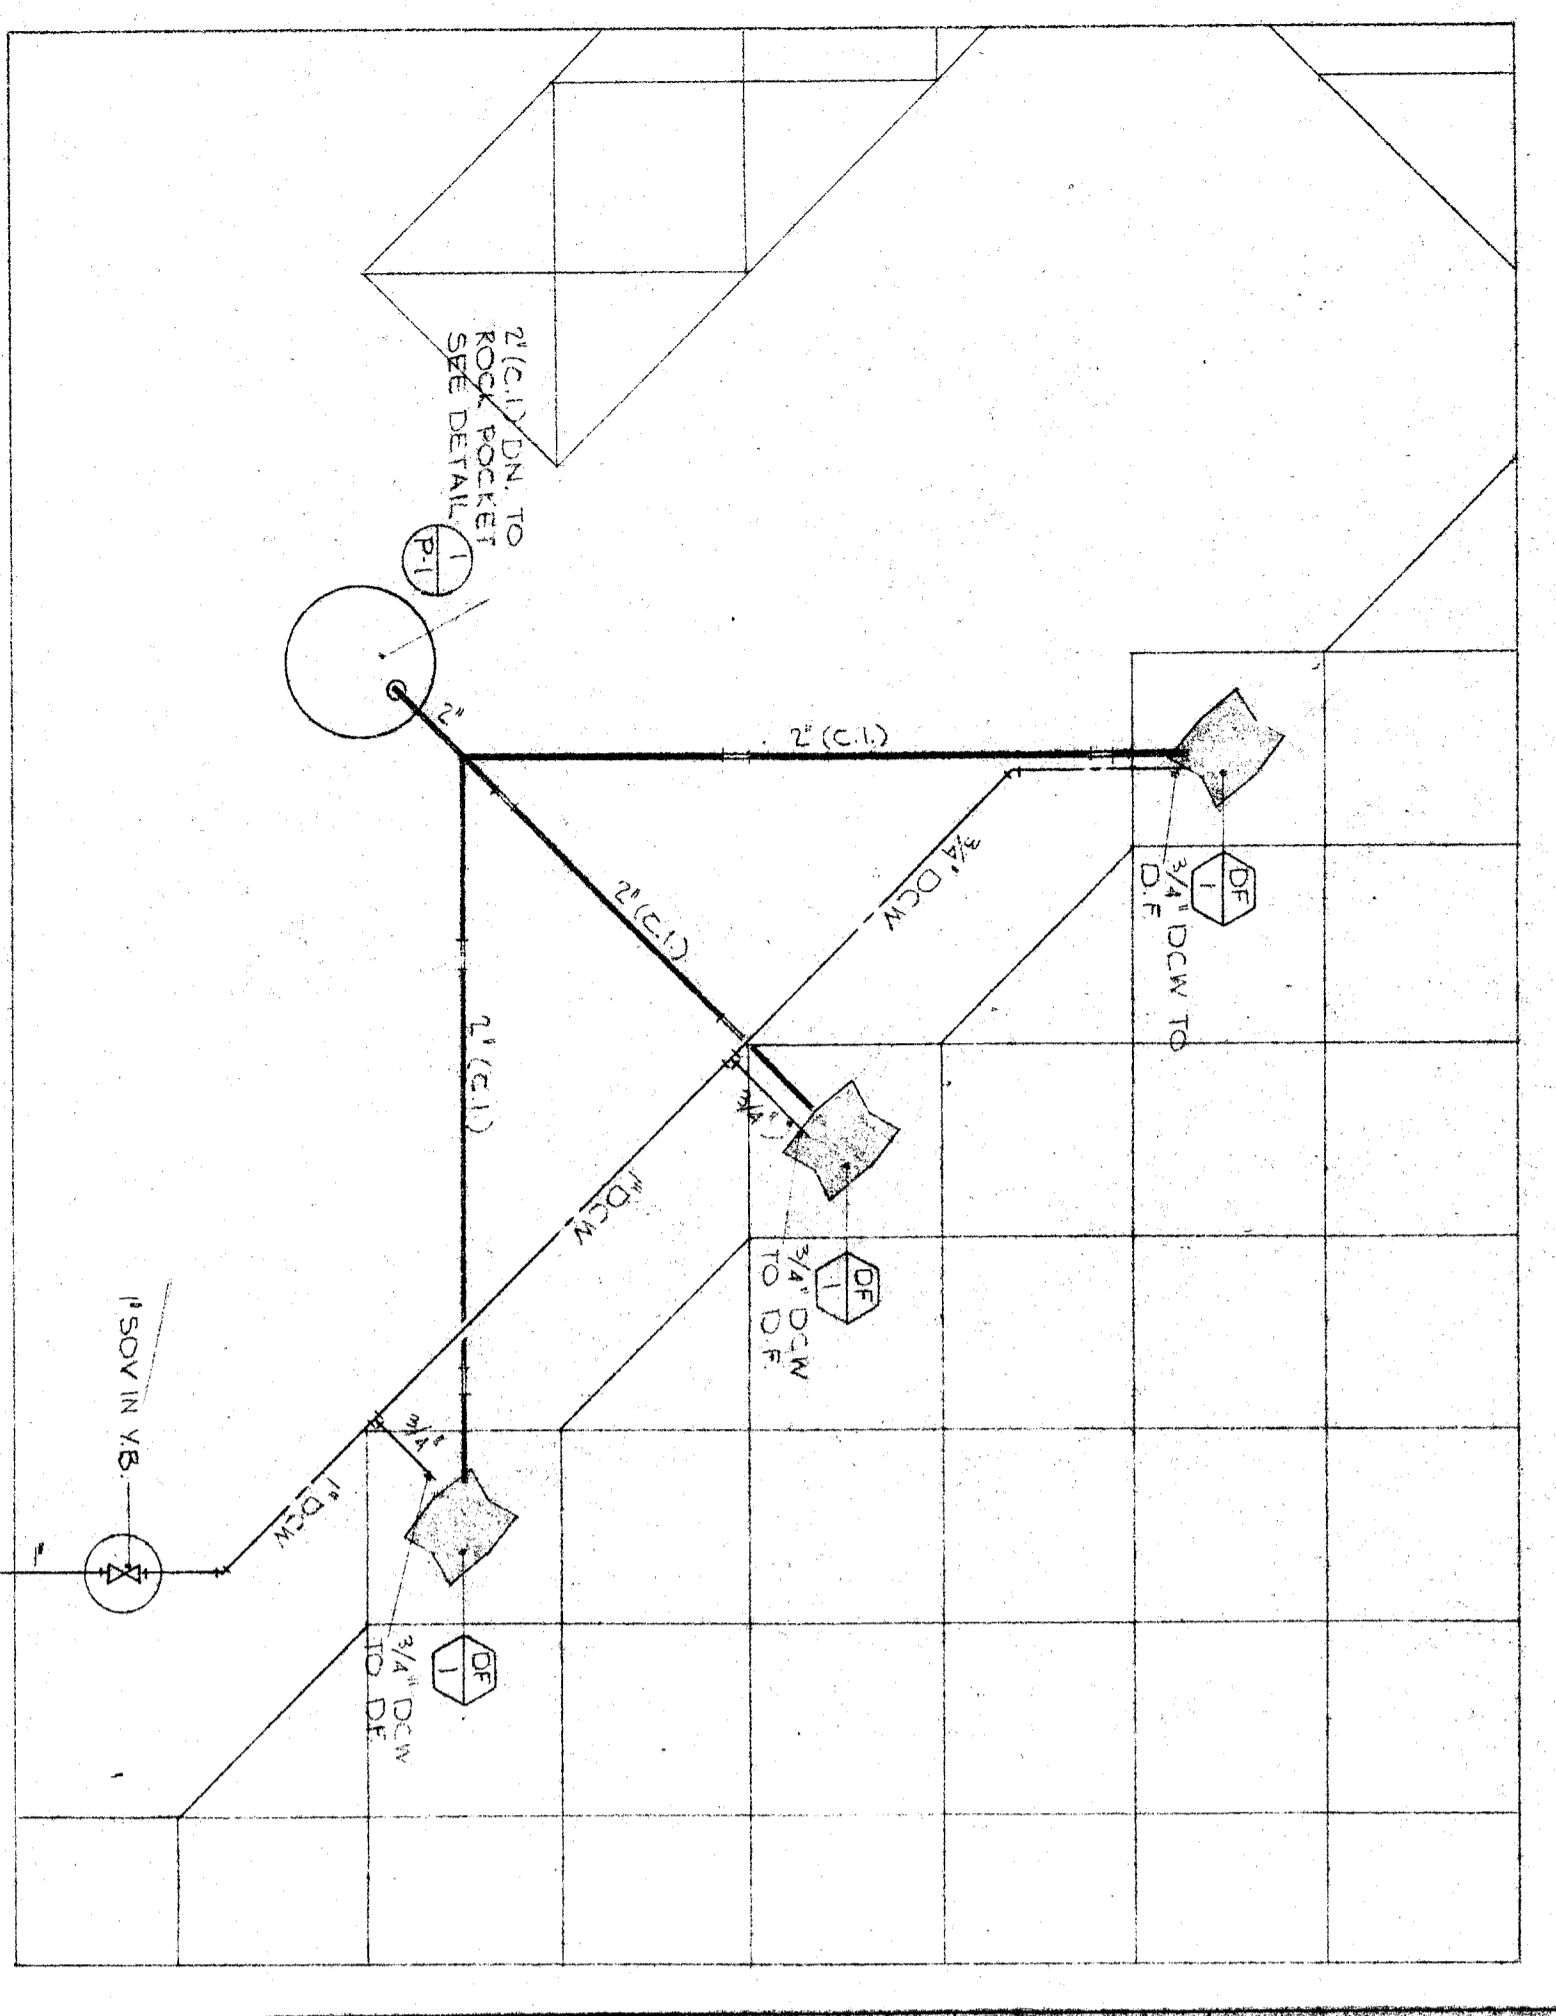 2" (C.I.) DN. TO
ROCK POCKET
SEE DETAIL
1
P-1
2"
2" (C.I.)
2" (C.I.)
2" (C.I.)
3/4" DCW
DF
1
3/4" DCW TO
D.F.
3/4"
1" DCW
DF
1
3/4" DCW
TO D.F.
3/4"
1" DCW
DF
1
3/4" DCW
TO D.F.
1" SOV IN Y.B.
1"